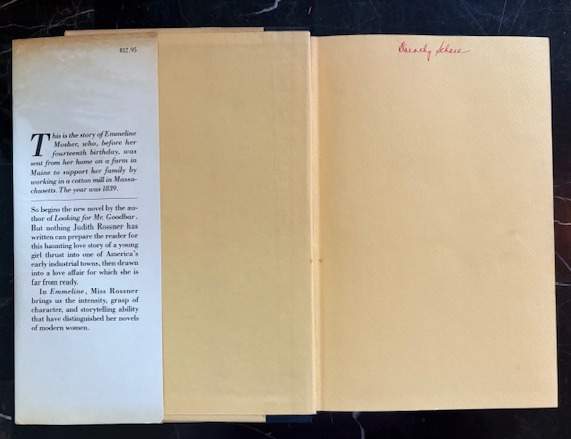 $12.95
This is the story of Emmeline
Mosher, who, before her
fourteenth birthday, was
sent from her home on a farm in
Maine to support her family by
working in a cotton mill in Massa-
chusetts. The year was 1839.
So begins the new novel by the au-
thor of Looking for Mr. Goodbar.
But nothing Judith Rossner has
written can prepare the reader for
this haunting love story of a young
girl thrust into one of America's
early industrial towns, then drawn
into a love affair for which she is
far from ready.
In Emmeline, Miss Rossner
brings us the intensity, grasp of
character, and storytelling ability
that have distinguished her novels
of modern women.
Dorothy